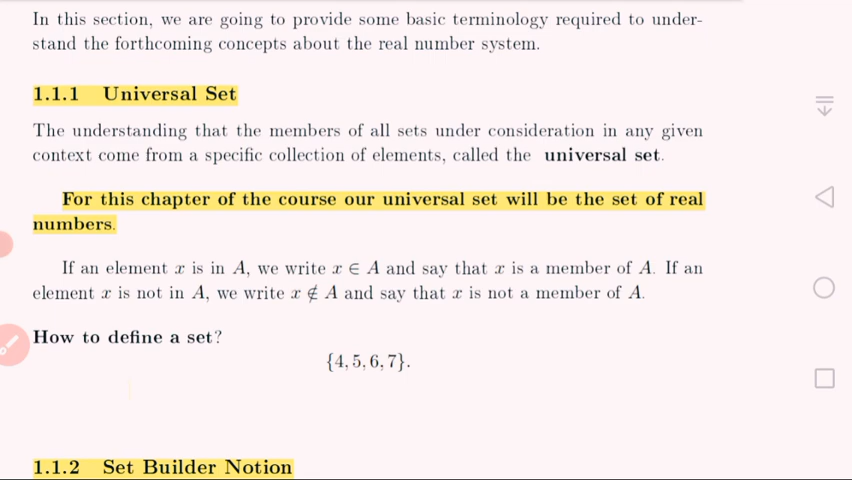 In this section, we are going to provide some basic terminology required to under-
stand the forthcoming concepts about the real number system.
1.1.1 Universal Set
The understanding that the members of all sets under consideration in any given
context come from a specific collection of elements, called the universal set.
For this chapter of the course our universal set will be the set of real
numbers.
If an element x is in A, we write x ∈ A and say that x is a member of A. If an
element x is not in A, we write x ∉ A and say that x is not a member of A.
How to define a set?
{4, 5, 6, 7}.
1.1.2 Set Builder Notion